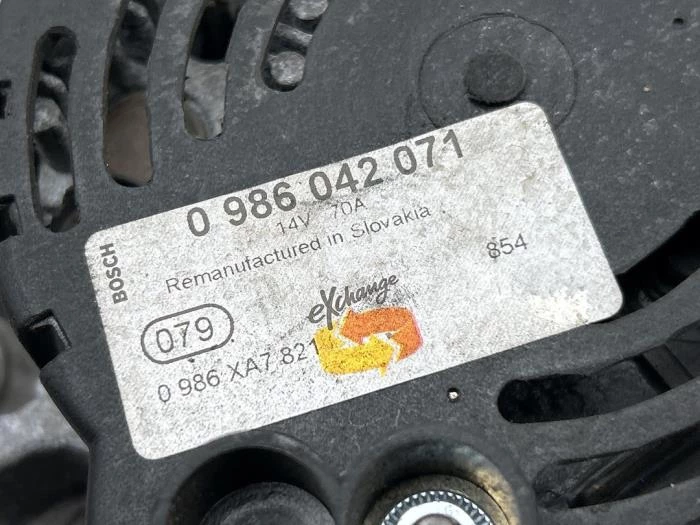 0 986 042 071
14V 70A
Remanufactured in Slovakia
BOSCH
854
eXchange
079
0 986 XA7 821